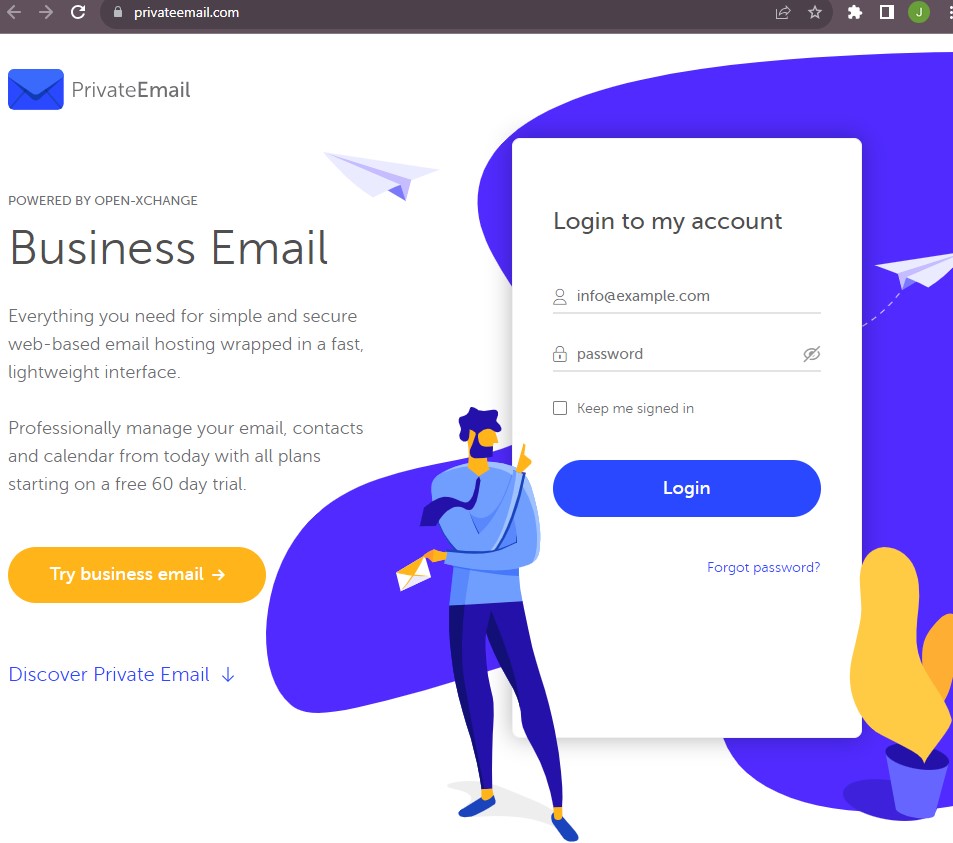 privateemail.com
J
PrivateEmail
POWERED BY OPEN-XCHANGE
Business Email
Everything you need for simple and secure
web-based email hosting wrapped in a fast,
lightweight interface.
Professionally manage your email, contacts
and calendar from today with all plans
starting on a free 60 day trial.
Try business email →
Discover Private Email ↓
Login to my account
info@example.com
password
Keep me signed in
Login
Forgot password?